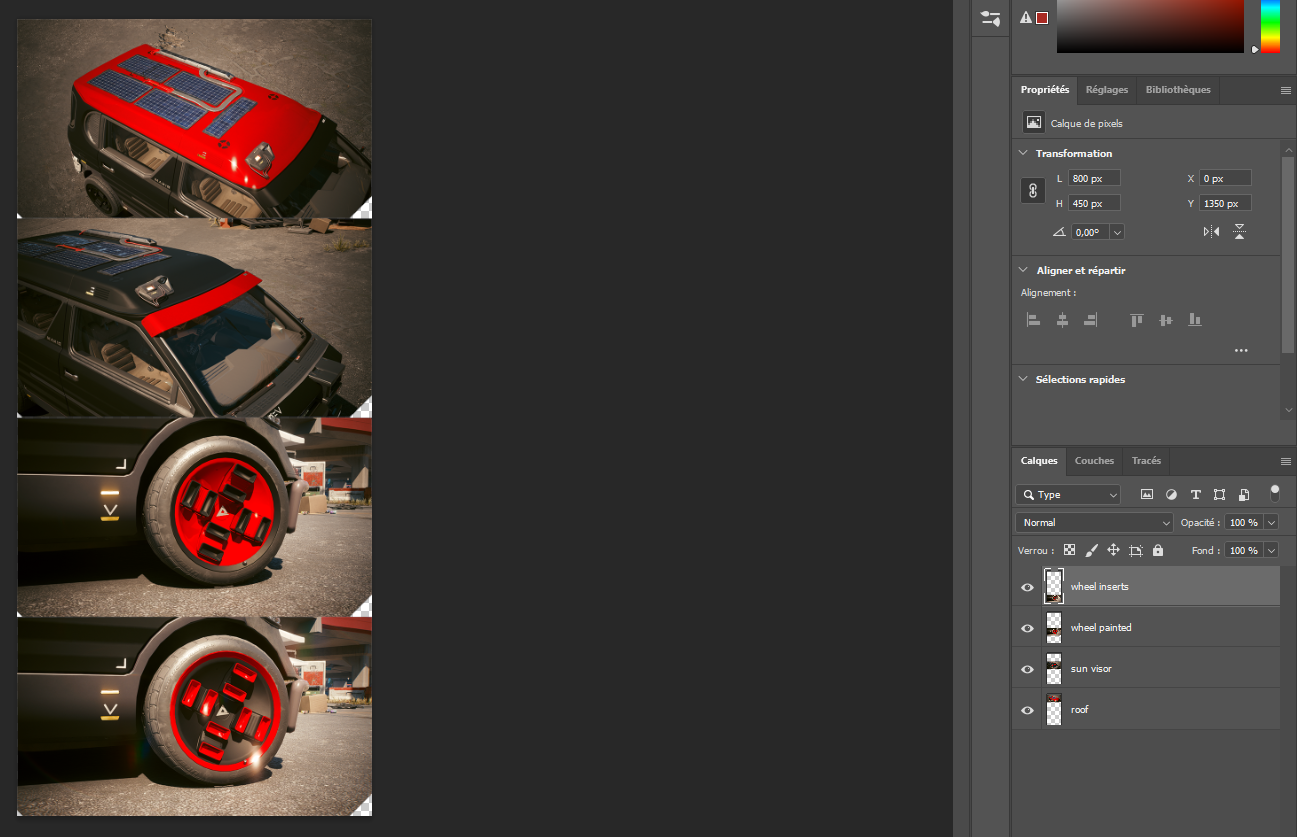 Propriétés Réglages Bibliothèques
Calque de pixels
Transformation
L 800 px X 0 px
H 450 px Y 1350 px
0,00°
Aligner et répartir
Alignement :
Sélections rapides
Calques Couches Tracés
Type
Normal Opacité : 100 %
Verrou : Fond : 100 %
wheel inserts
wheel painted
sun visor
roof